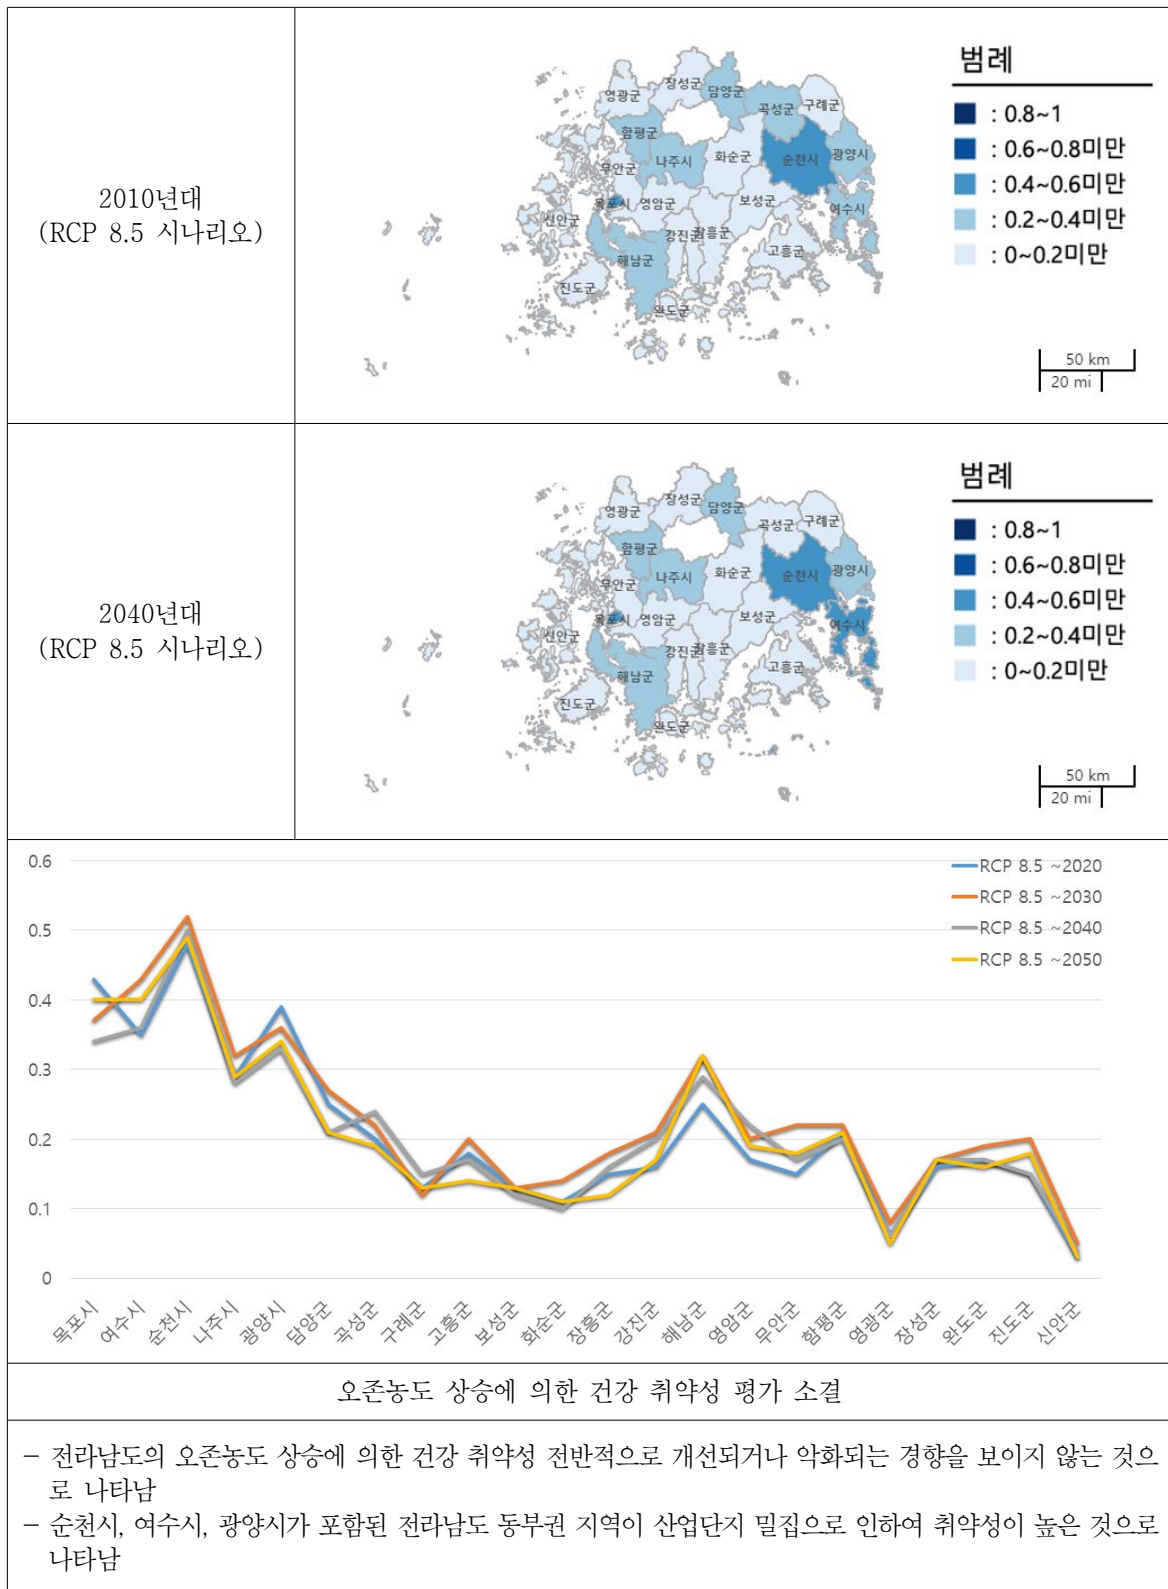 2010년대
(RCP 8.5 시나리오)
영광군
장성군
담양군
곡성군
구례군
함평군
나주시
화순군
순천시
광양시
무안군
목포시
영암군
보성군
여수시
신안군
강진군
장흥군
고흥군
해남군
진도군
완도군
범례
: 0.8~1
: 0.6~0.8미만
: 0.4~0.6미만
: 0.2~0.4미만
: 0~0.2미만
50 km
20 mi
2040년대
(RCP 8.5 시나리오)
영광군
장성군
담양군
곡성군
구례군
함평군
나주시
화순군
순천시
광양시
무안군
목포시
영암군
보성군
여수시
신안군
강진군
장흥군
고흥군
해남군
진도군
완도군
범례
: 0.8~1
: 0.6~0.8미만
: 0.4~0.6미만
: 0.2~0.4미만
: 0~0.2미만
50 km
20 mi
0.6
0.5
0.4
0.3
0.2
0.1
0
RCP 8.5 ~2020
RCP 8.5 ~2030
RCP 8.5 ~2040
RCP 8.5 ~2050
목포시
여수시
순천시
나주시
광양시
담양군
곡성군
구례군
고흥군
보성군
화순군
장흥군
강진군
해남군
영암군
무안군
함평군
영광군
장성군
완도군
진도군
신안군
오존농도 상승에 의한 건강 취약성 평가 소결
- 전라남도의 오존농도 상승에 의한 건강 취약성 전반적으로 개선되거나 악화되는 경향을 보이지 않는 것으
로 나타남
- 순천시, 여수시, 광양시가 포함된 전라남도 동부권 지역이 산업단지 밀집으로 인하여 취약성이 높은 것으로
나타남